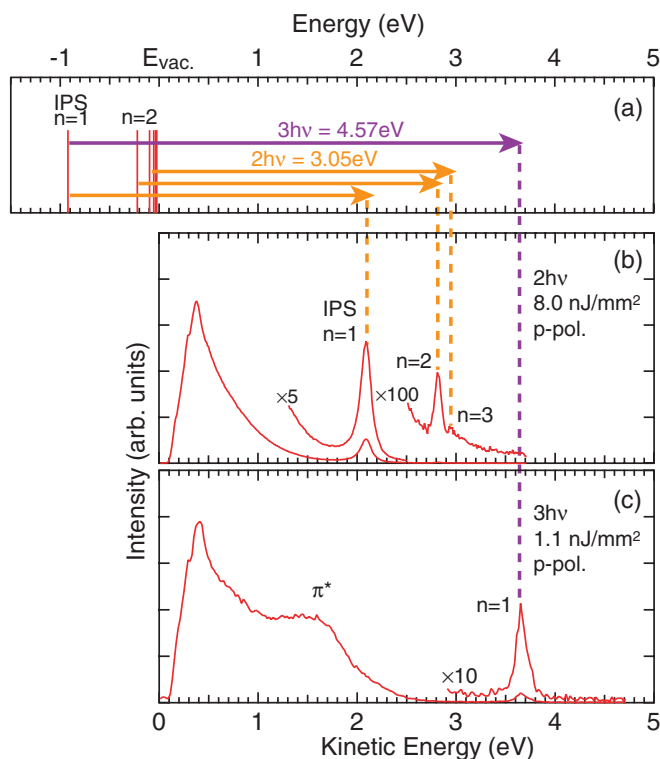 Energy (eV)
-1 E_vac. 1 2 3 4 5
(a)
IPS
n=1 n=2
3hν = 4.57eV
2hν = 3.05eV
(b)
2hν
8.0 nJ/mm²
p-pol.
IPS
n=1
n=2
×5 ×100
n=3
Intensity (arb. units)
(c)
3hν
1.1 nJ/mm²
p-pol.
π*
n=1
×10
0 1 2 3 4 5
Kinetic Energy (eV)